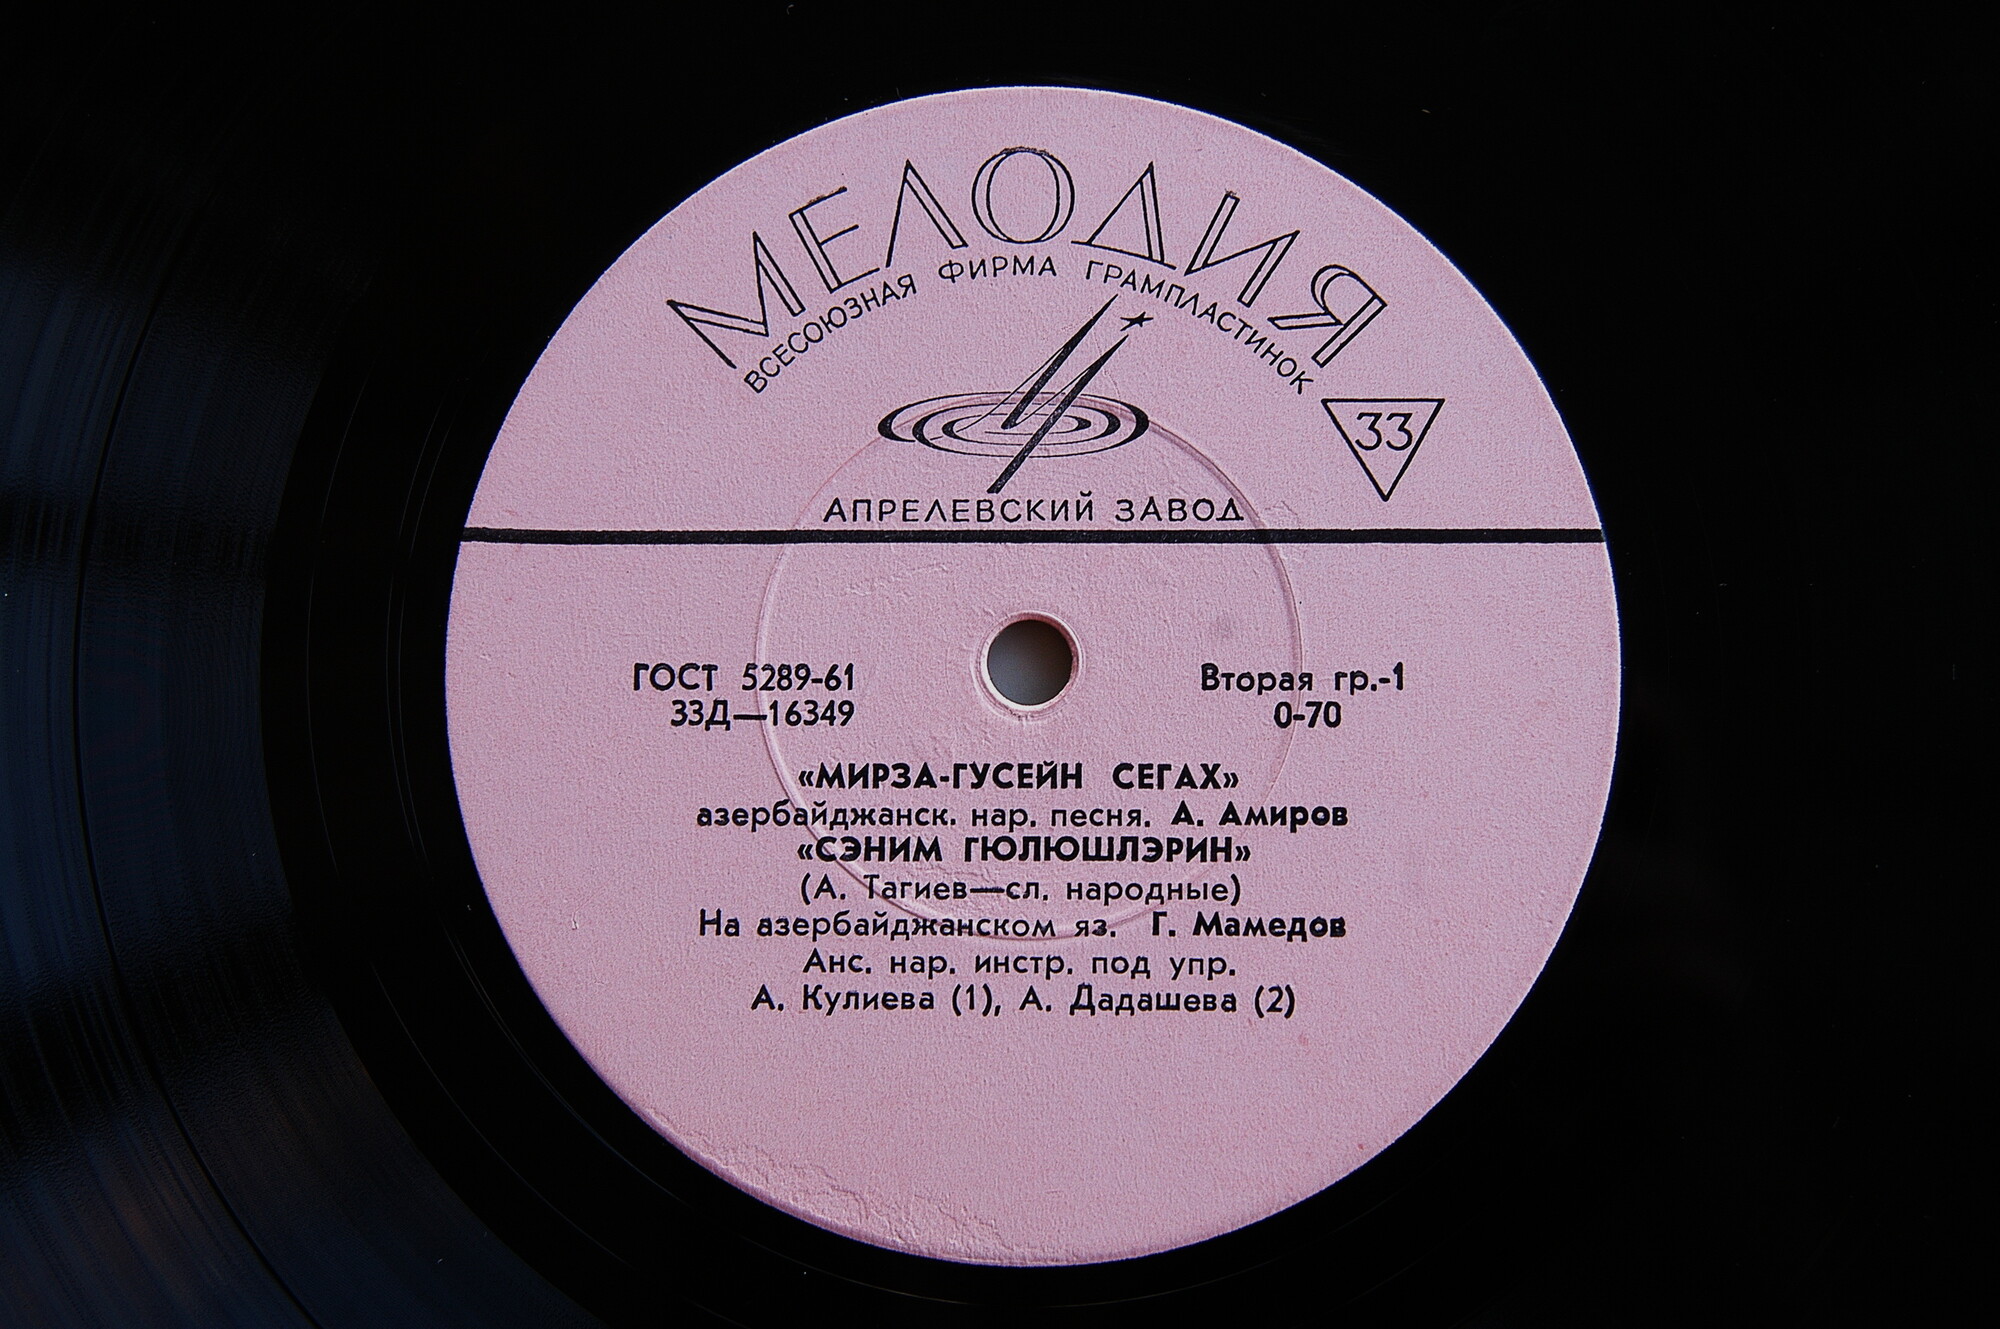 МЕЛОДИЯ
ВСЕСОЮЗНАЯ ФИРМА ГРАМПЛАСТИНОК
33
АПРЕЛЕВСКИЙ ЗАВОД
ГОСТ 5289-61
33Д—16349
Вторая гр.-1
0-70
«МИРЗА-ГУСЕЙН СЕГАХ»
азербайджанск. нар. песня. А. Амиров
«СЭНИМ ГЮЛЮШЛЭРИН»
(А. Тагиев—сл. народные)
На азербайджанском яз. Г. Мамедов
Анс. нар. инстр. под упр.
А. Кулиева (1), А. Дадашева (2)